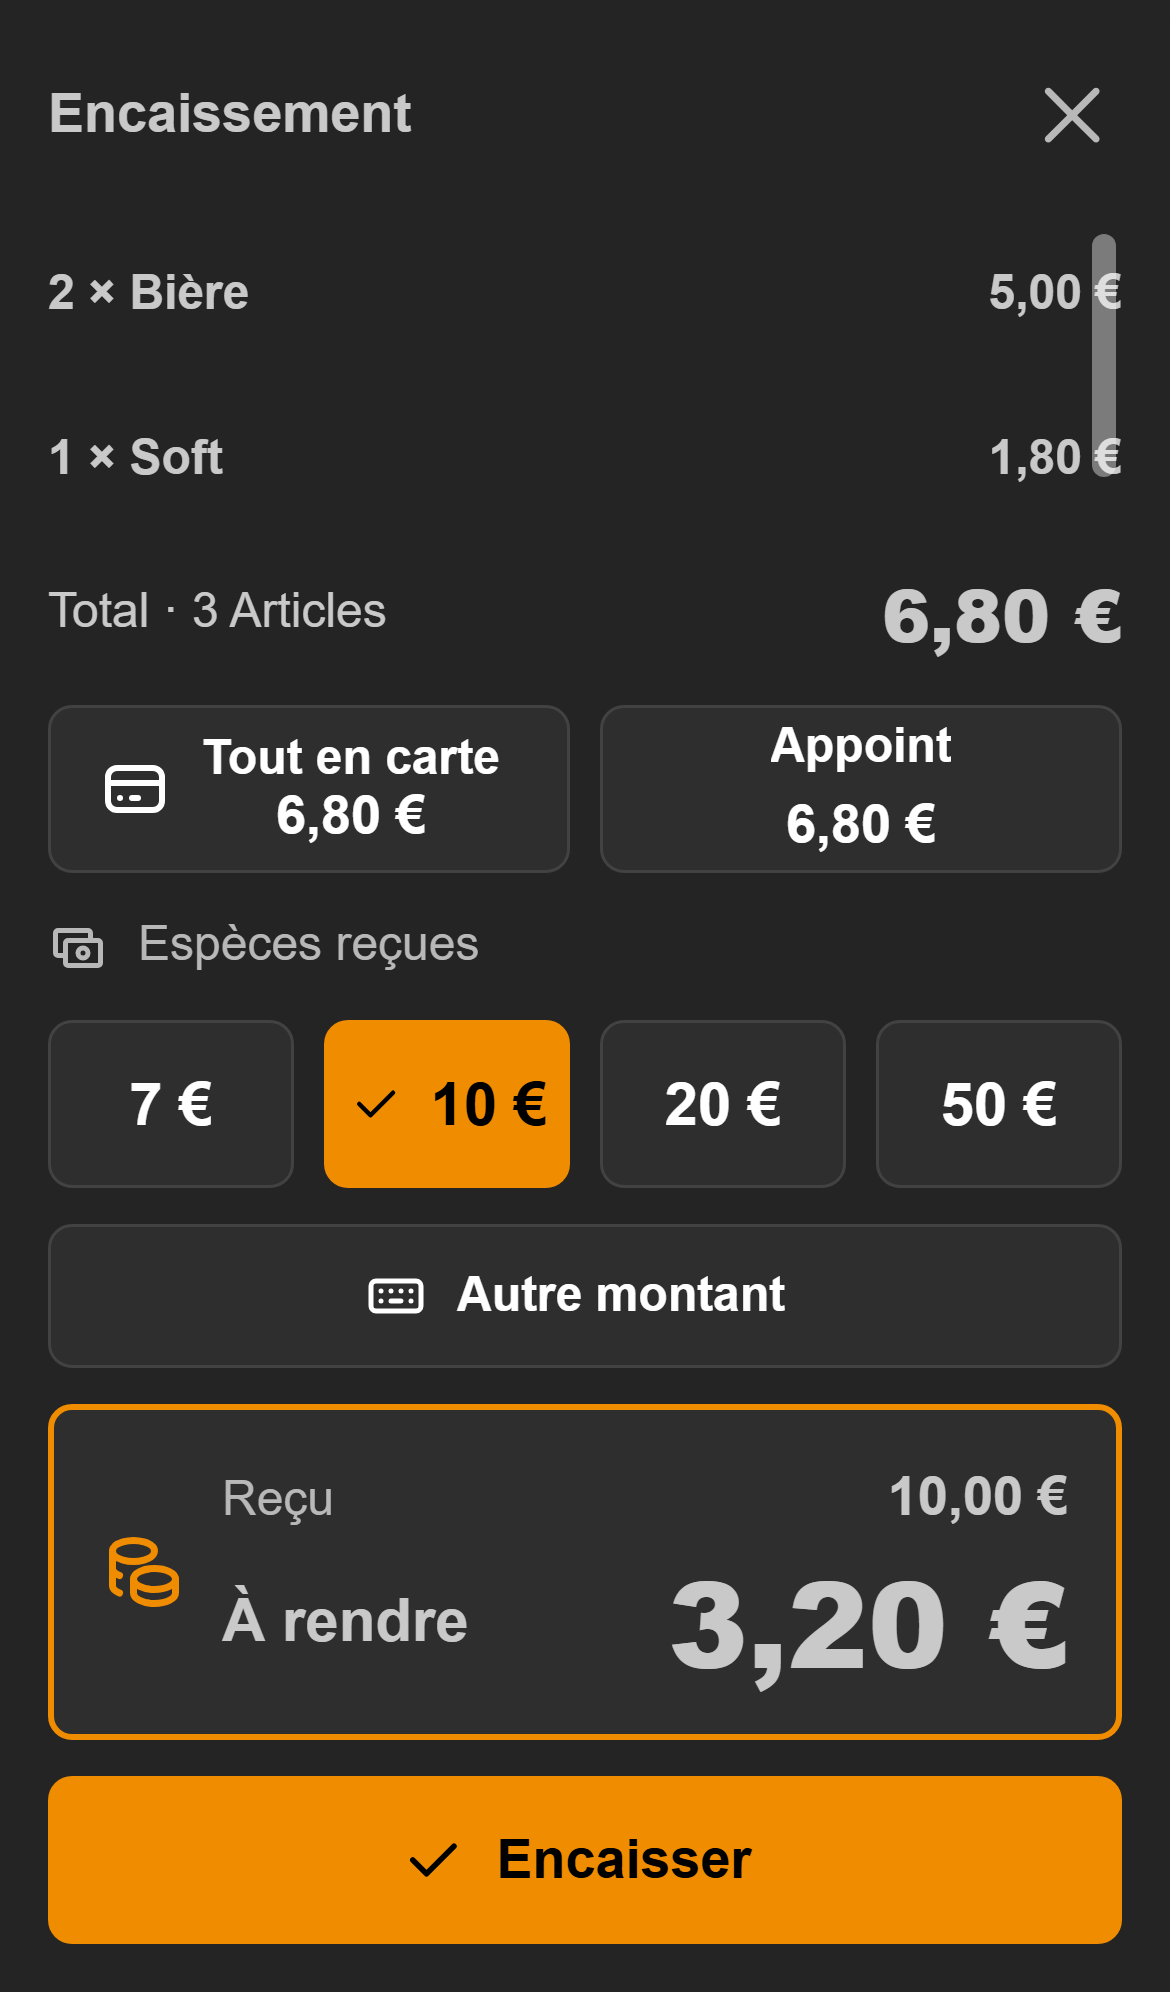 Encaissement
2 × Bière 5,00 €
1 × Soft 1,80 €
Total · 3 Articles 6,80 €
Tout en carte
6,80 €
Appoint
6,80 €
Espèces reçues
7 € 10 € 20 € 50 €
Autre montant
Reçu 10,00 €
À rendre 3,20 €
Encaisser